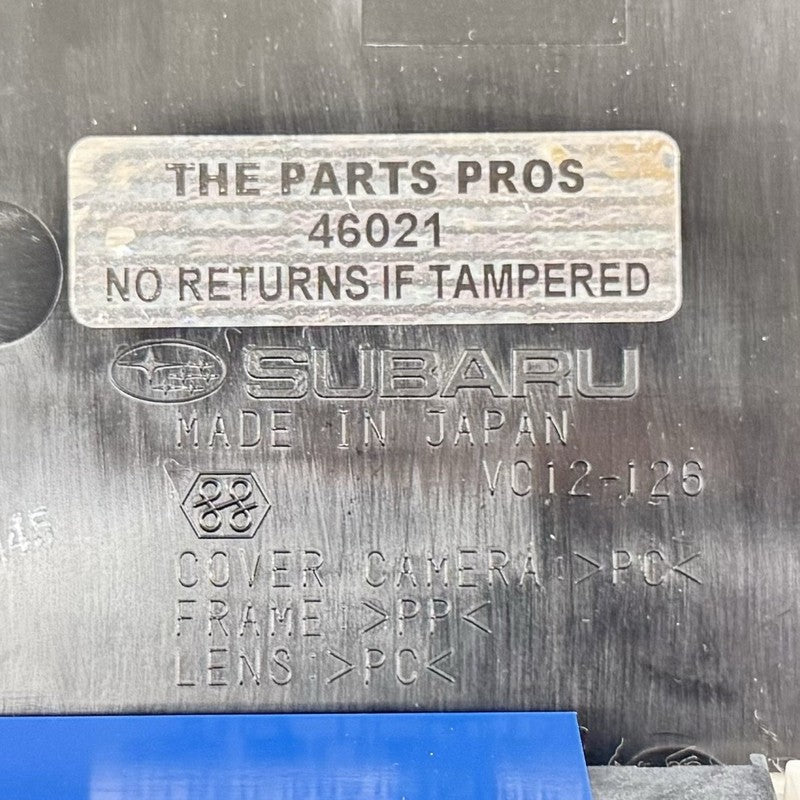 THE PARTS PROS
46021
NO RETURNS IF TAMPERED
SUBARU
MADE IN JAPAN
VC12-126
COVER CAMERA:>PC<
FRAME:>PP<
LENS:>PC<